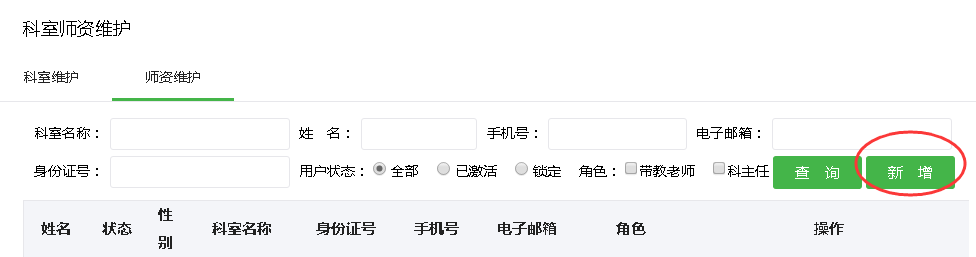 科室师资维护
科室维护 师资维护
科室名称： 姓 名： 手机号： 电子邮箱：
身份证号： 用户状态： 全部 已激活 锁定 角色： 带教老师 科主任 查 询 新 增
姓名 状态 性别 科室名称 身份证号 手机号 电子邮箱 角色 操作